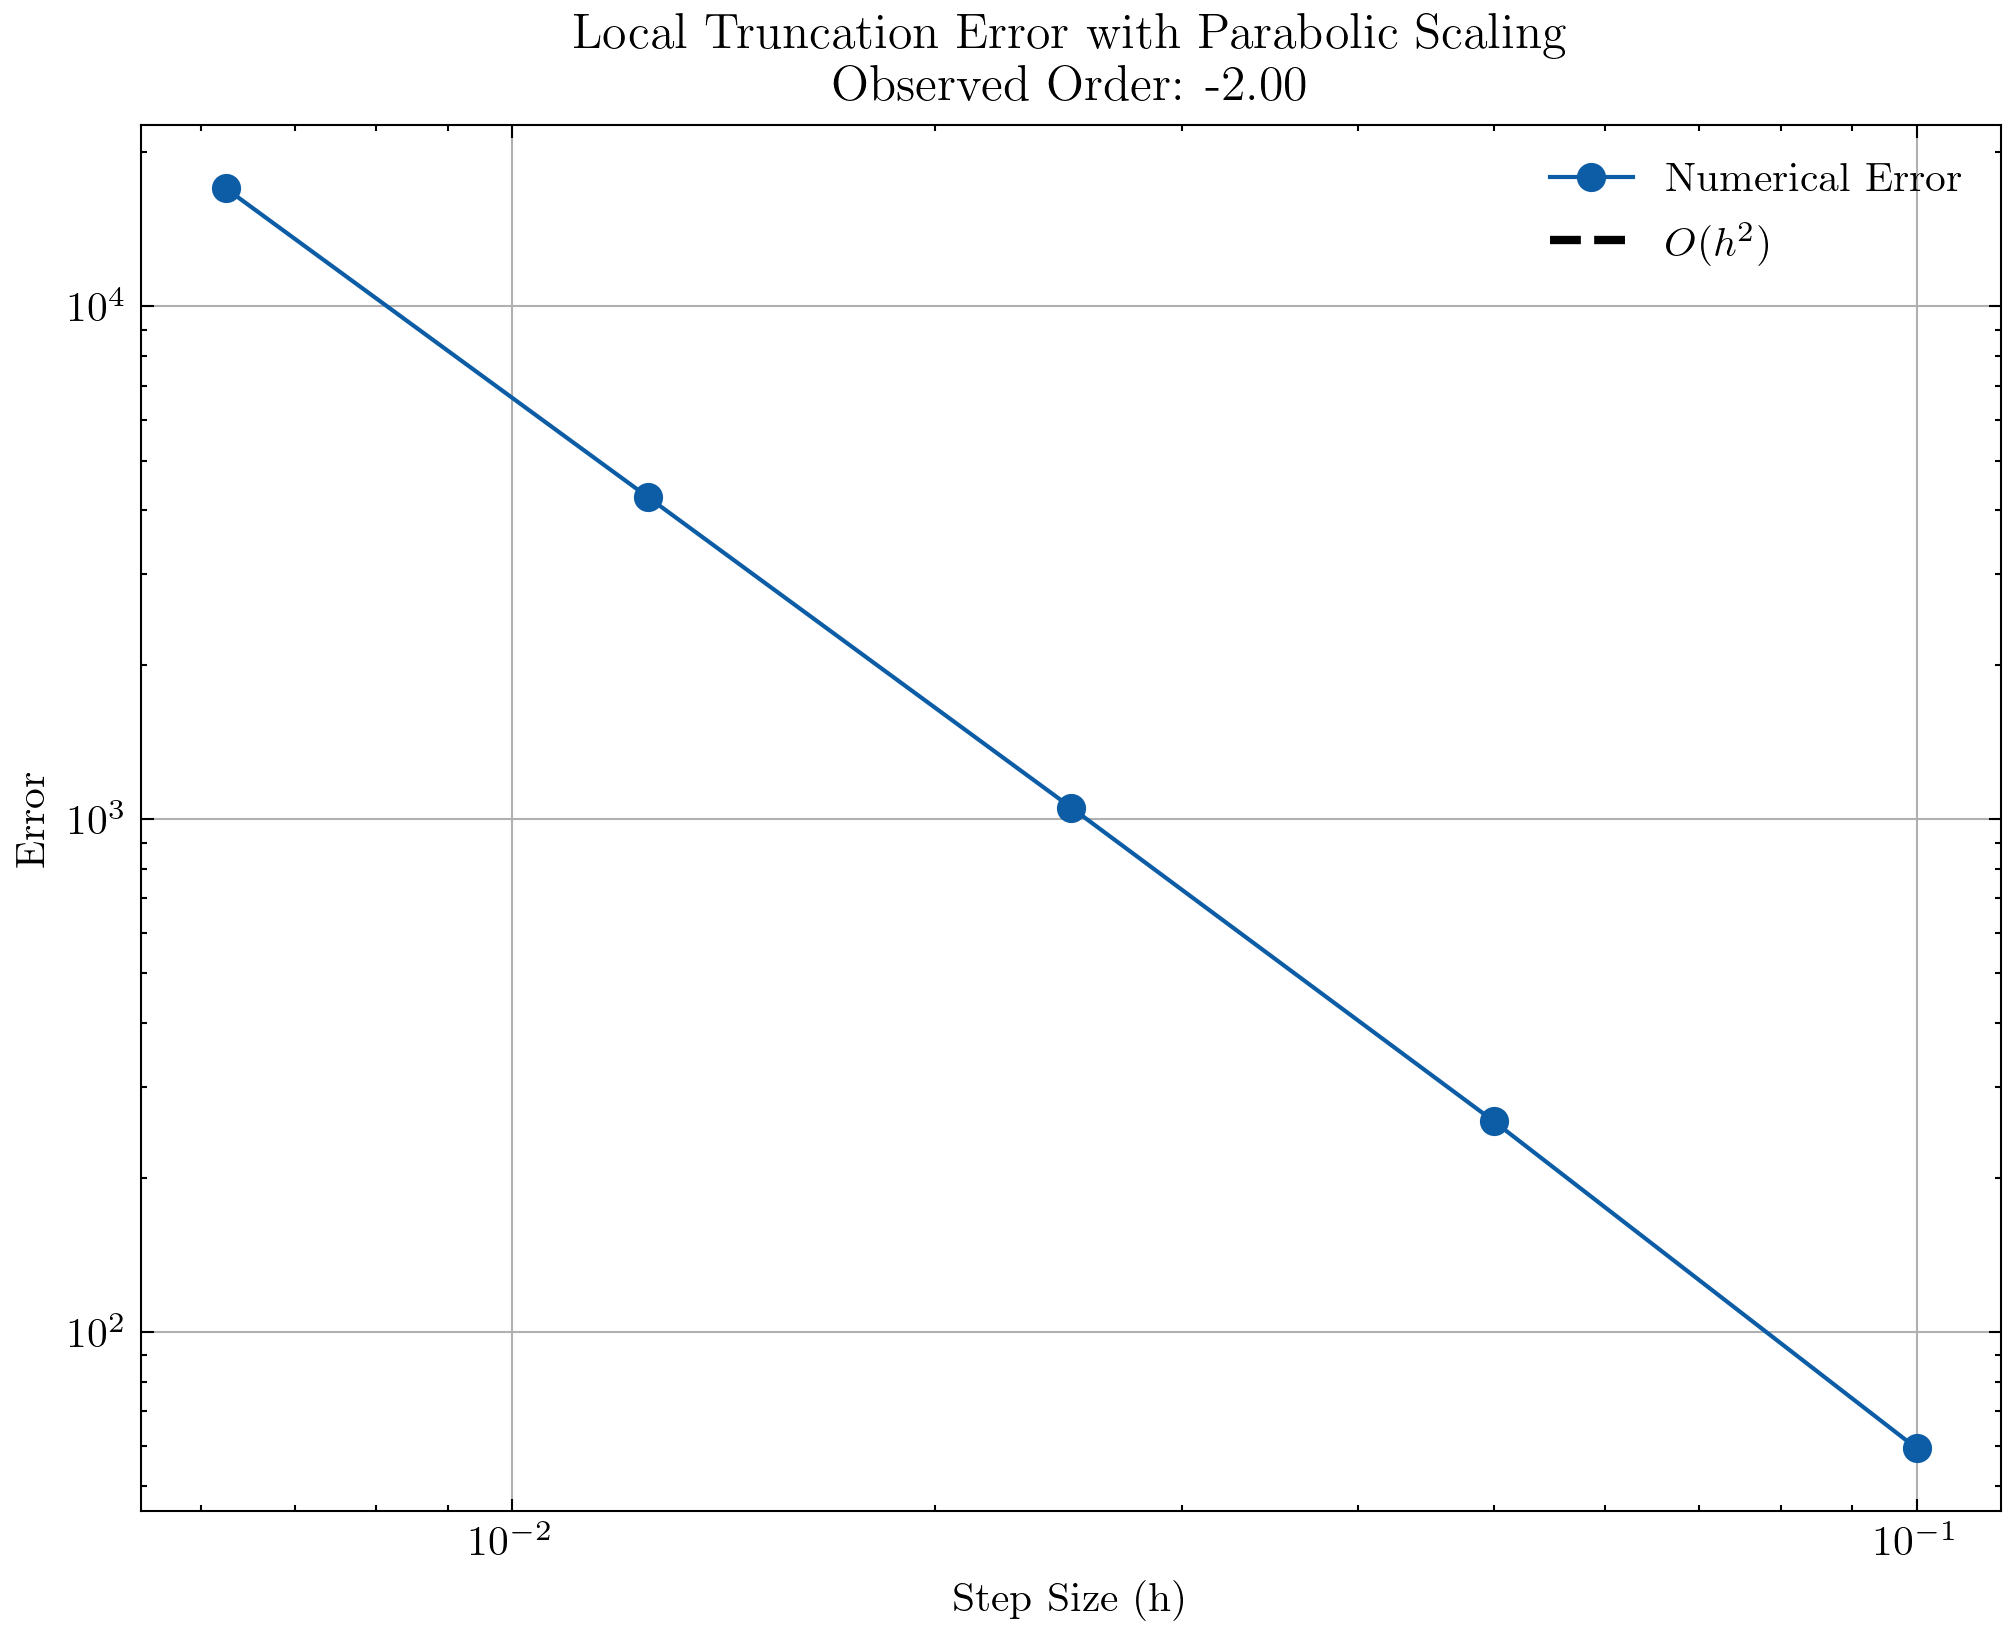 Local Truncation Error with Parabolic Scaling
Observed Order: -2.00
Numerical Error
O(h²)
10⁴
10³
10²
Error
10⁻²
10⁻¹
Step Size (h)